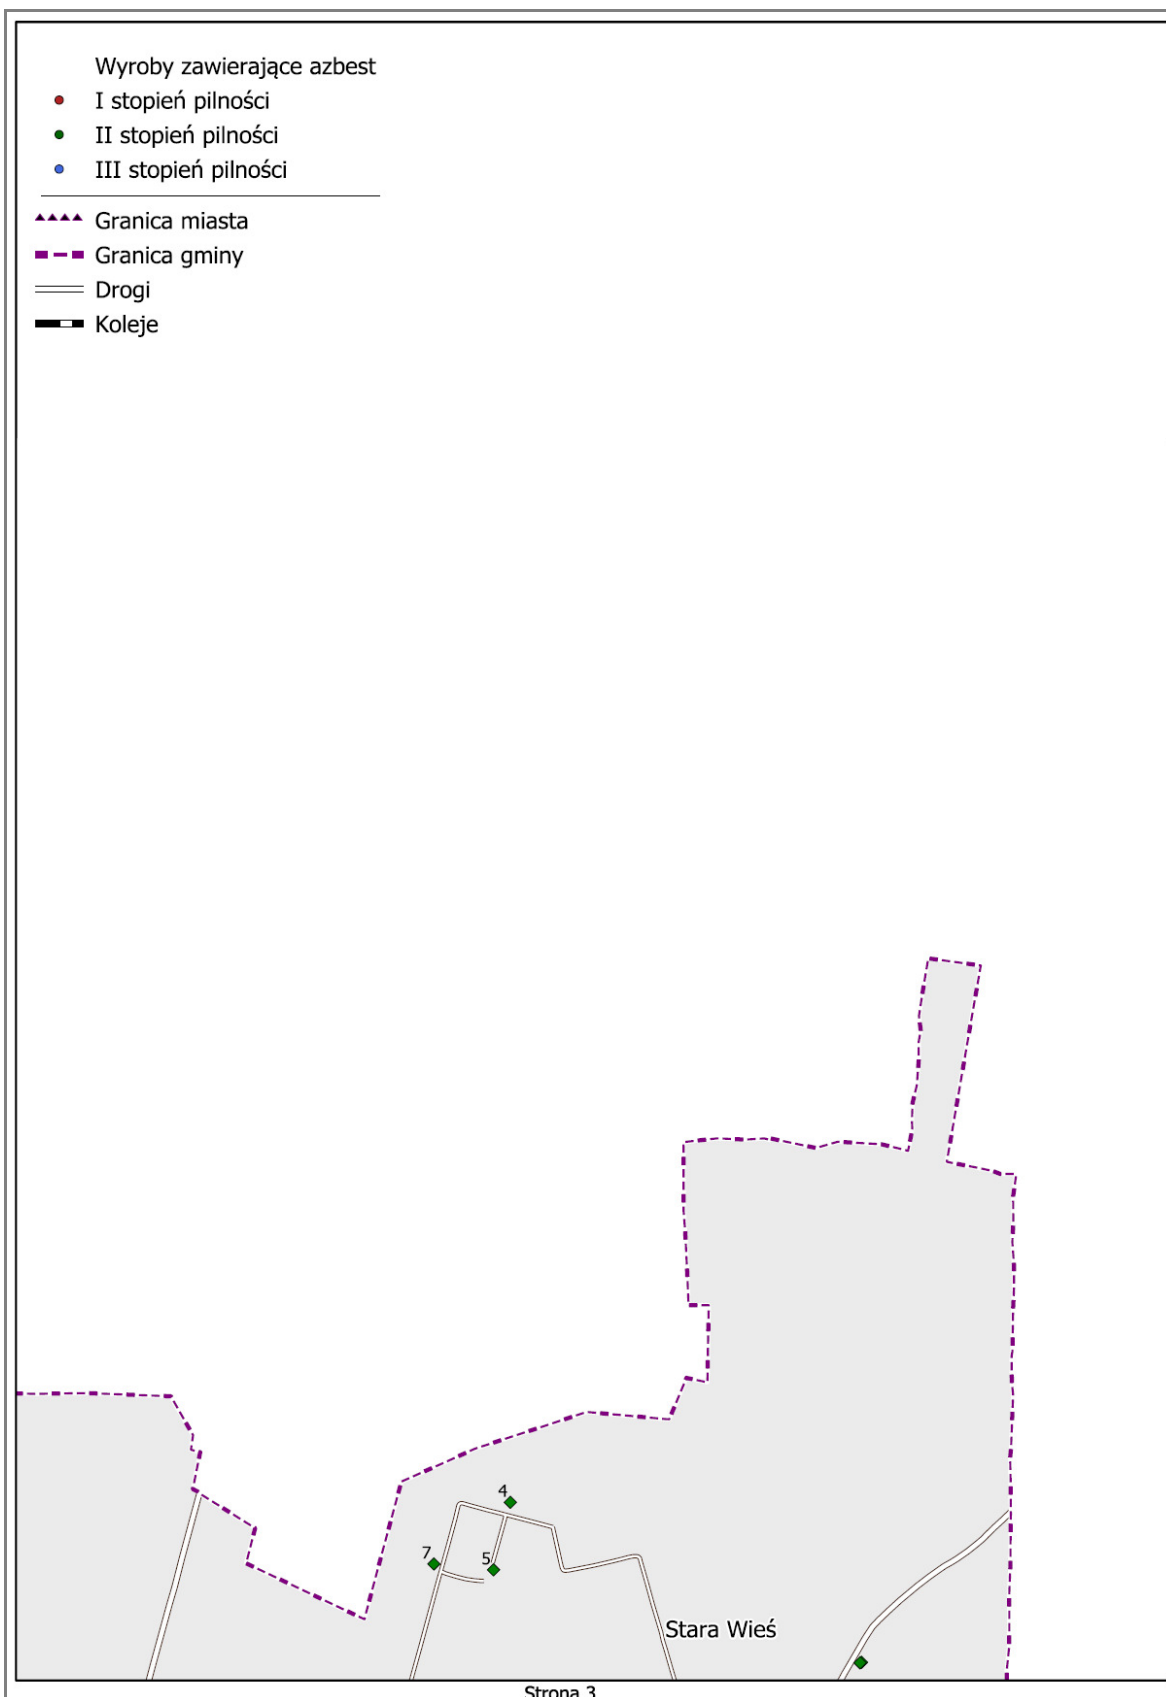 Wyroby zawierające azbest
I stopień pilności
II stopień pilności
III stopień pilności
Granica miasta
Granica gminy
Drogi
Koleje
4
7
5
Stara Wieś
Strona 3